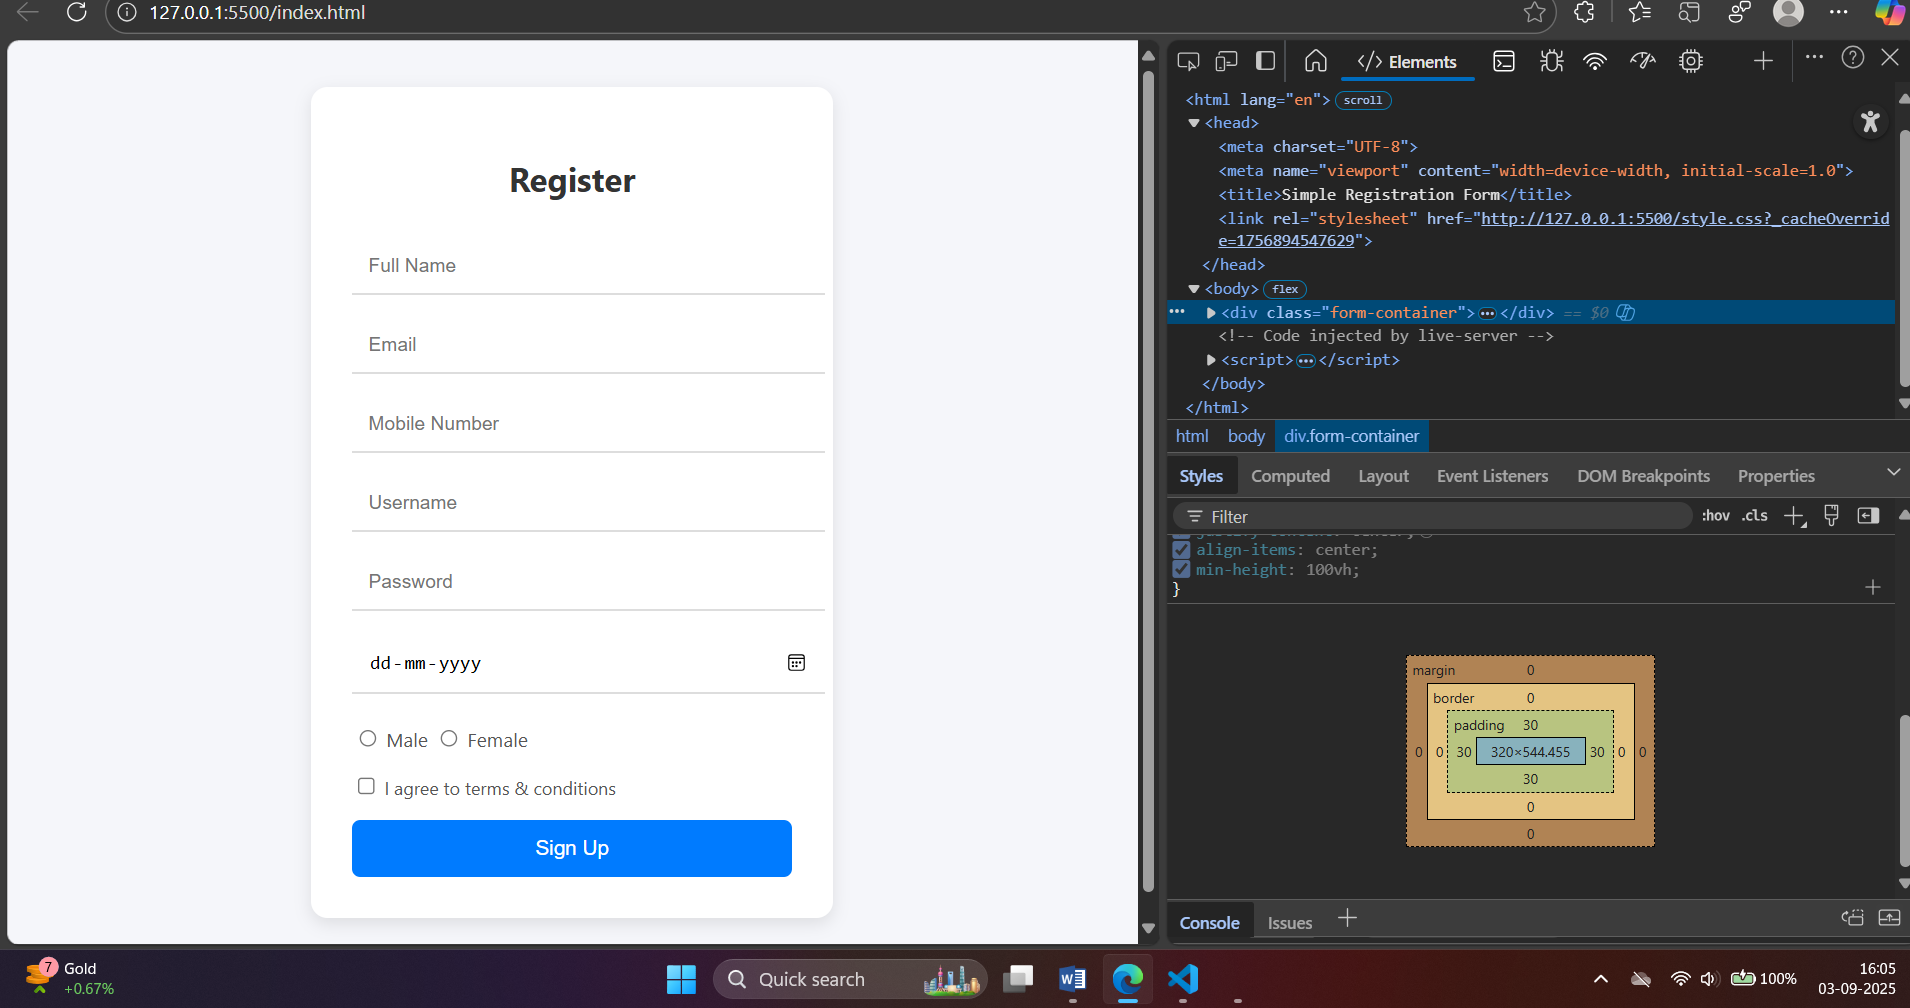 127.0.0.1:5500/index.html
Register
Full Name
Email
Mobile Number
Username
Password
dd-mm-yyyy
Male Female
I agree to terms & conditions
Sign Up
</> Elements
<html lang="en"> scroll
<head>
<meta charset="UTF-8">
<meta name="viewport" content="width=device-width, initial-scale=1.0">
<title>Simple Registration Form</title>
<link rel="stylesheet" href="http://127.0.0.1:5500/style.css?_cacheOverrid
e=1756894547629">
</head>
<body> flex
<div class="form-container">…</div> == $0
<!-- Code injected by live-server -->
<script>…</script>
</body>
</html>
html body div.form-container
Styles Computed Layout Event Listeners DOM Breakpoints Properties
Filter :hov .cls
align-items: center;
min-height: 100vh;
}
margin 0
border 0
padding 30
0 0 30 320×544.455 30 0 0
30
0
0
Console Issues
7 Gold
+0.67%
Quick search
100%
16:05
03-09-2025